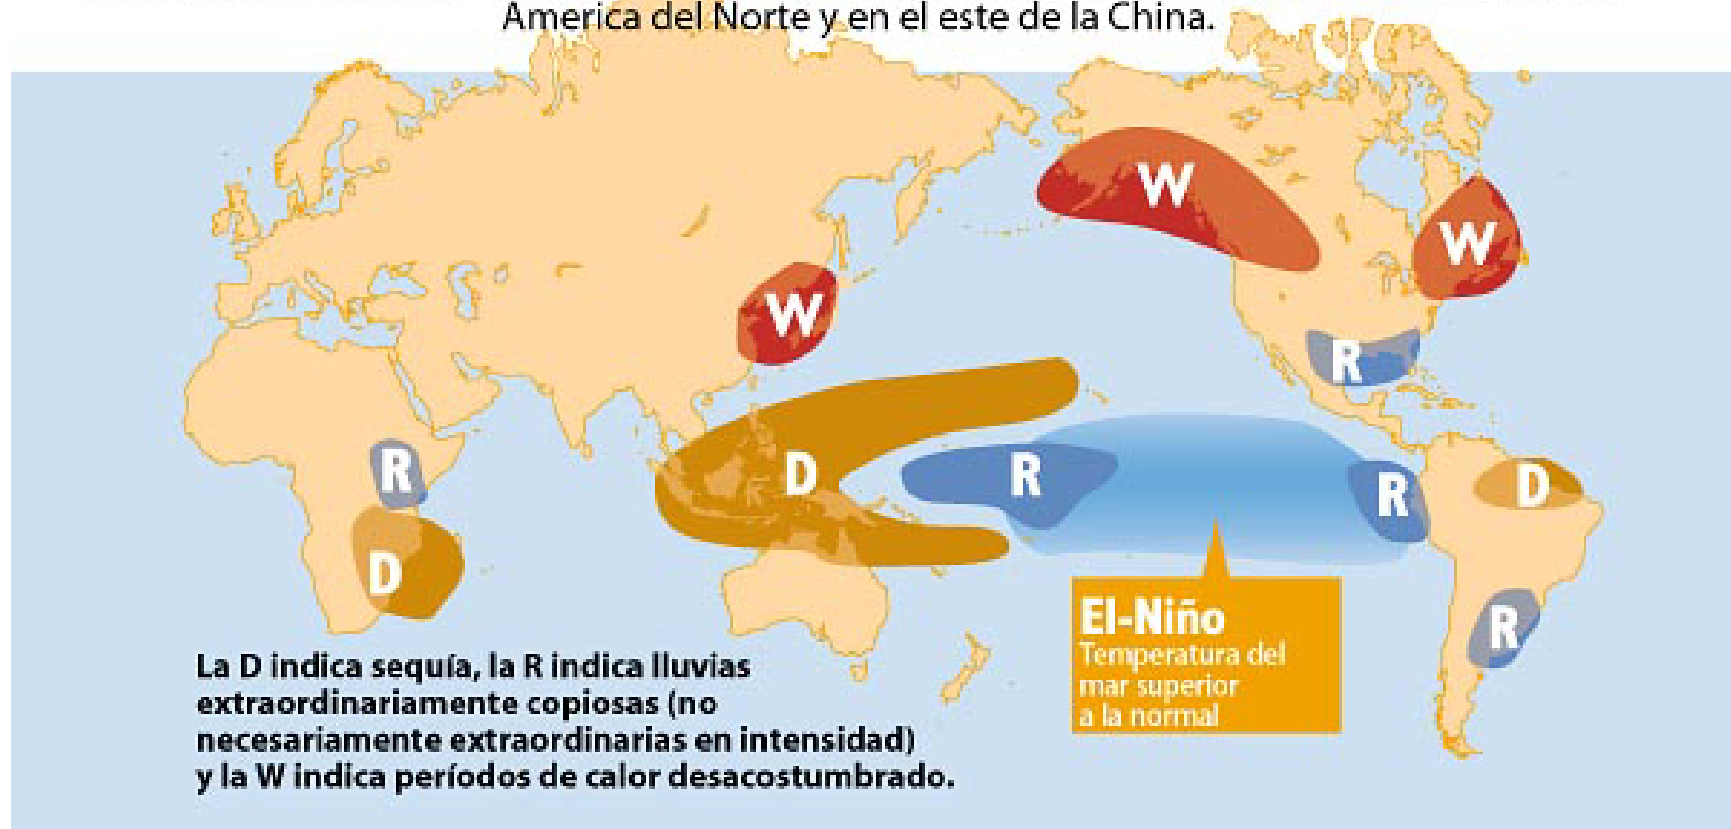 America del Norte y en el este de la China.
W
W
W
R
D
R
R
R
D
D
R
El-Niño
Temperatura del
mar superior
a la normal
La D indica sequía, la R indica lluvias
extraordinariamente copiosas (no
necesariamente extraordinarias en intensidad)
y la W indica períodos de calor desacostumbrado.